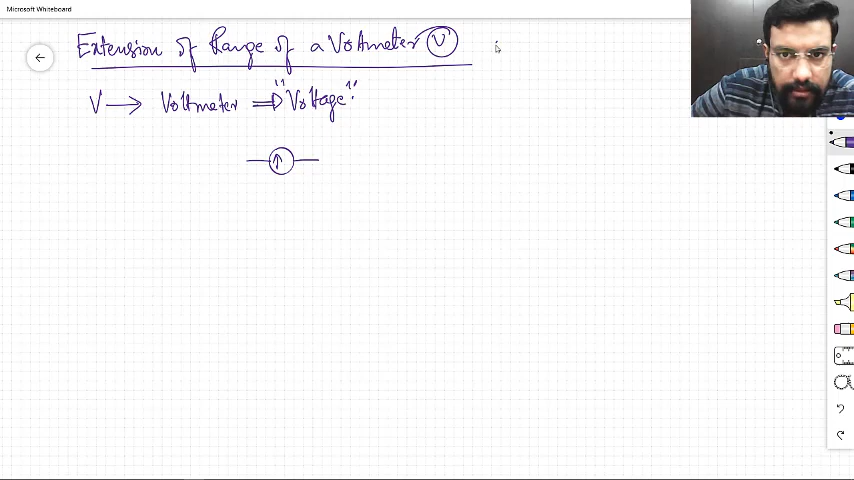 Microsoft Whiteboard
Extension of Range of a Voltmeter V
V → Voltmeter ⇒ "Voltage".